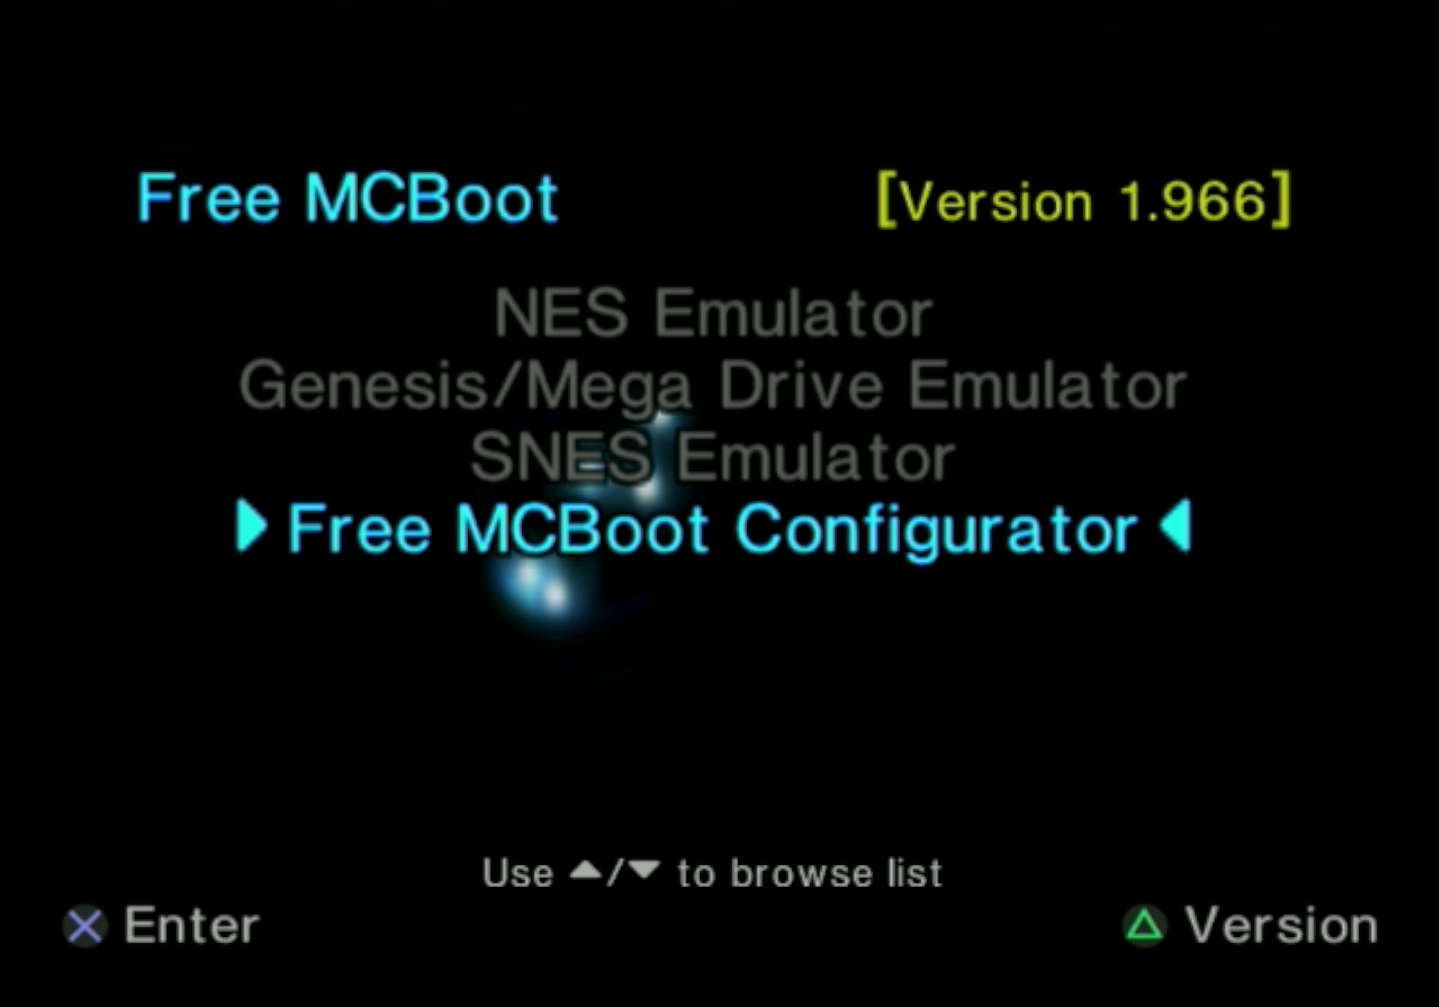 Free MCBoot [Version 1.966]
NES Emulator
Genesis/Mega Drive Emulator
SNES Emulator
Free MCBoot Configurator
Use ▲/▼ to browse list
Enter Version